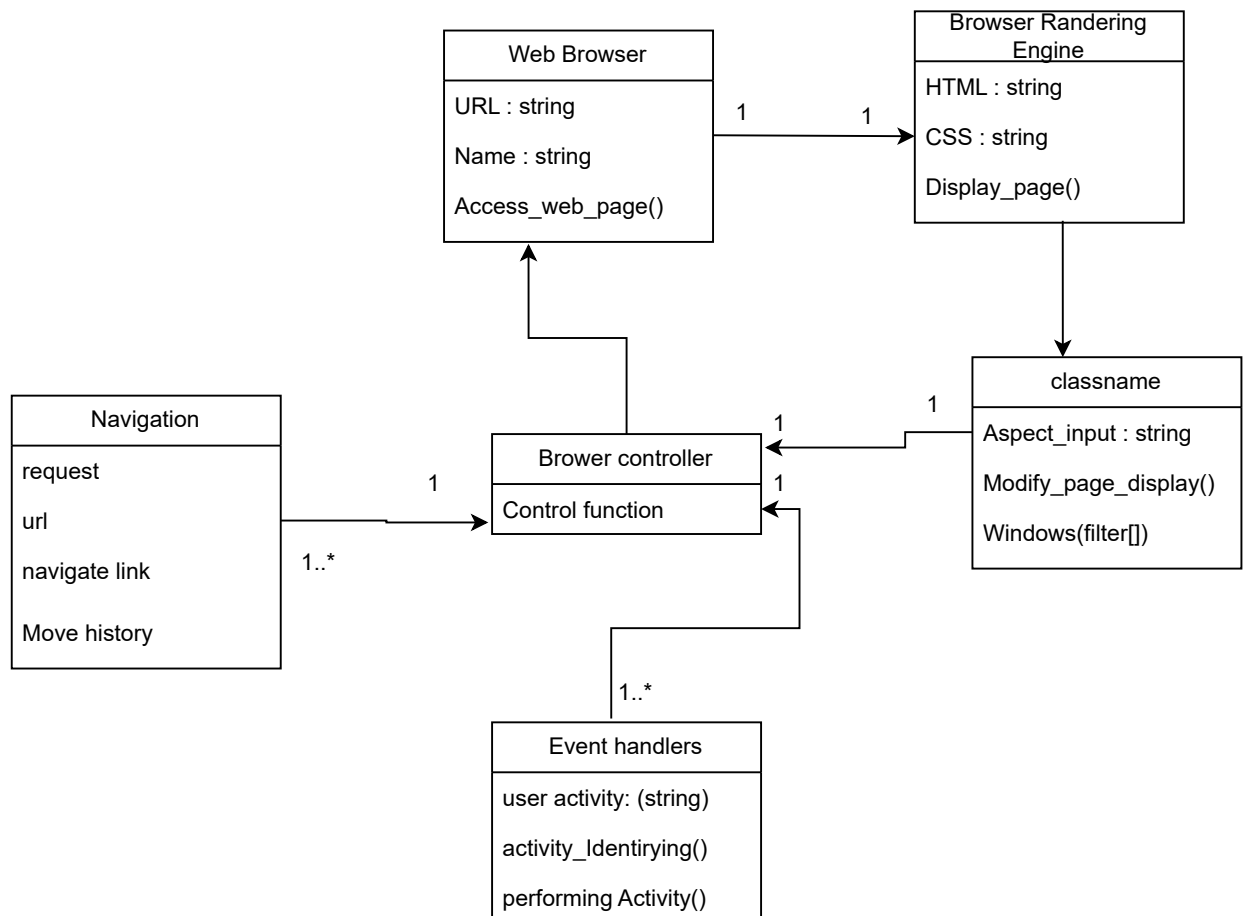 Web Browser
URL : string
Name : string
Access_web_page()
1
1
Browser Randering
Engine
HTML : string
CSS : string
Display_page()
Navigation
request
url
navigate link
Move history
1
1..*
Brower controller
Control function
1
1
1
classname
Aspect_input : string
Modify_page_display()
Windows(filter[])
1..*
Event handlers
user activity: (string)
activity_Identirying()
performing Activity()